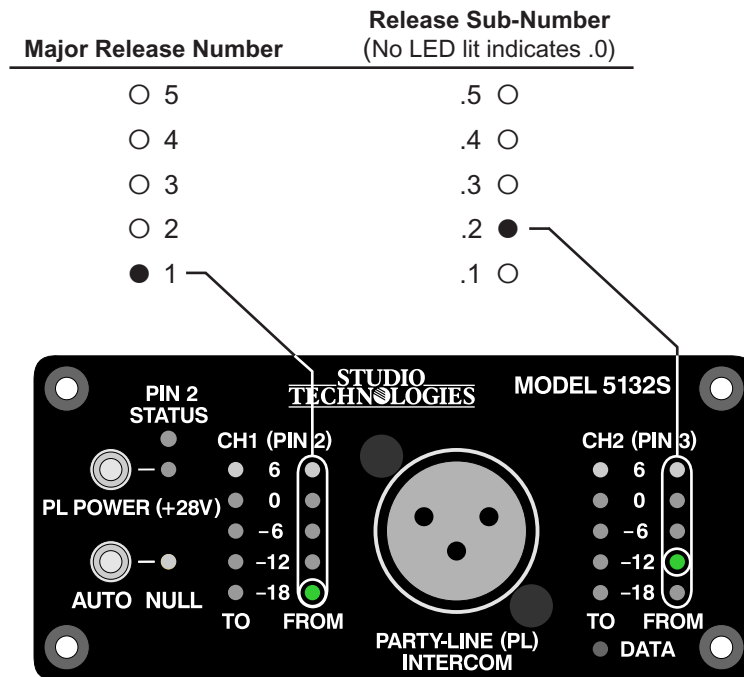 Major Release Number
Release Sub-Number
(No LED lit indicates .0)
5 .5
4 .4
3 .3
2 .2
1 .1
STUDIO
TECHNOLOGIES
MODEL 5132S
PIN 2
STATUS
PL POWER (+28V)
AUTO NULL
CH1 (PIN 2)
6
0
−6
−12
−18
TO FROM
PARTY-LINE (PL)
INTERCOM
CH2 (PIN 3)
6
0
−6
−12
−18
TO FROM
DATA